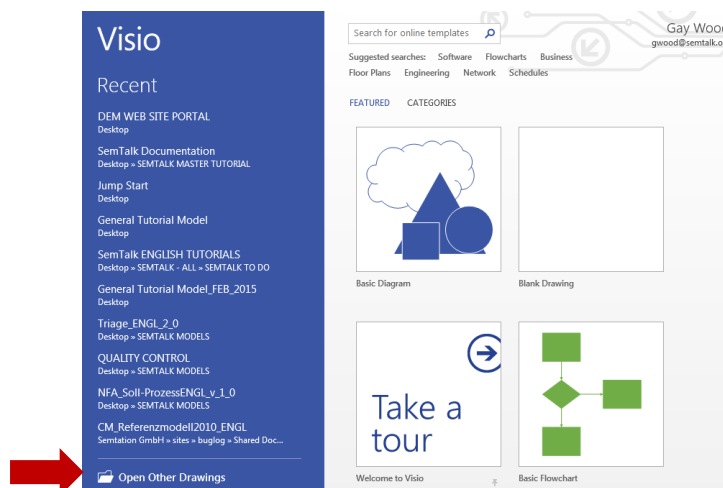 Visio
Recent
DEM WEB SITE PORTAL
Desktop
SemTalk Documentation
Desktop » SEMTALK MASTER TUTORIAL
Jump Start
Desktop
General Tutorial Model
Desktop
SemTalk ENGLISH TUTORIALS
Desktop » SEMTALK - ALL » SEMTALK TO DO
General Tutorial Model_FEB_2015
Desktop
Triage_ENGL_2_0
Desktop » SEMTALK MODELS
QUALITY CONTROL
Desktop » SEMTALK MODELS
NFA_Soll-ProzessENGL_v_1_0
Desktop » SEMTALK MODELS
CM_Referenzmodell2010_ENGL
Semtation GmbH » sites » buglog » Shared Doc...
Open Other Drawings
Search for online templates
Gay Wood
gwood@semtalk.o
Suggested searches: Software Flowcharts Business
Floor Plans Engineering Network Schedules
FEATURED CATEGORIES
Basic Diagram
Blank Drawing
Take a
tour
Welcome to Visio
Basic Flowchart